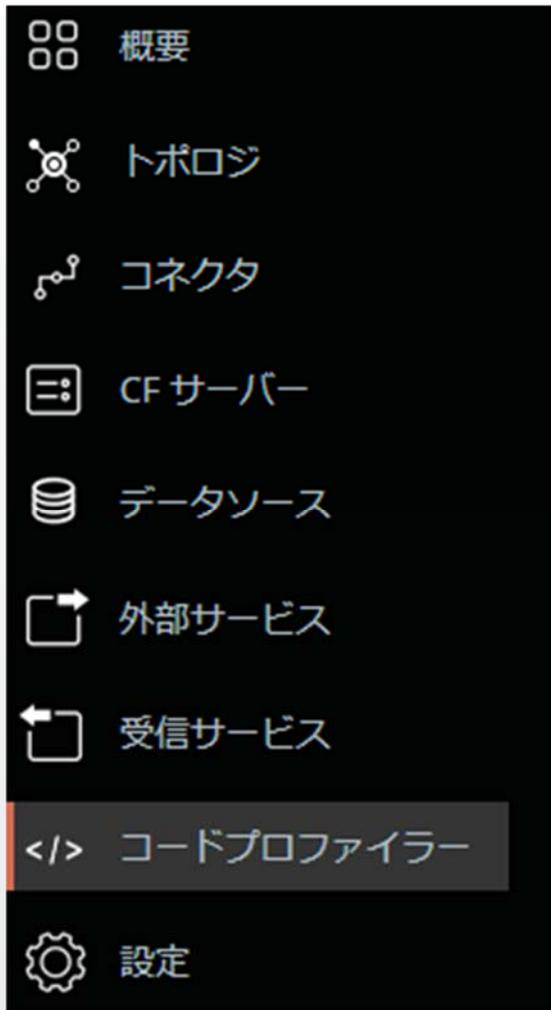 概要
トポロジ
コネクタ
CF サーバー
データソース
外部サービス
受信サービス
</> コードプロファイラー
設定